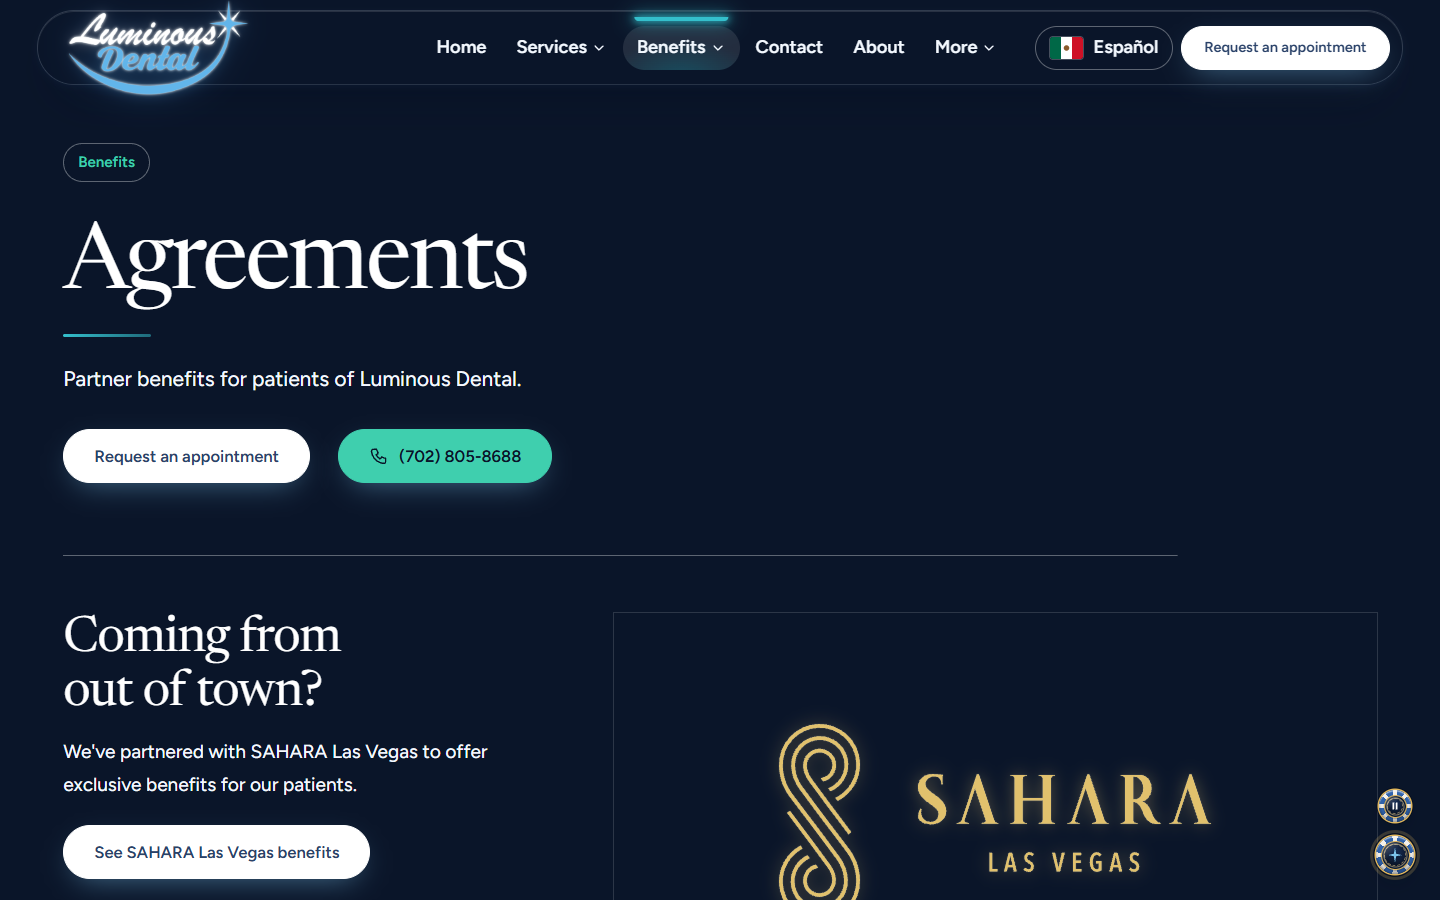 Luminous
Dental
Home
Services
Benefits
Contact
About
More
Español
Request an appointment
Benefits
Agreements
Partner benefits for patients of Luminous Dental.
Request an appointment
(702) 805-8688
Coming from
out of town?
We've partnered with SAHARA Las Vegas to offer
exclusive benefits for our patients.
See SAHARA Las Vegas benefits
SAHARA
LAS VEGAS